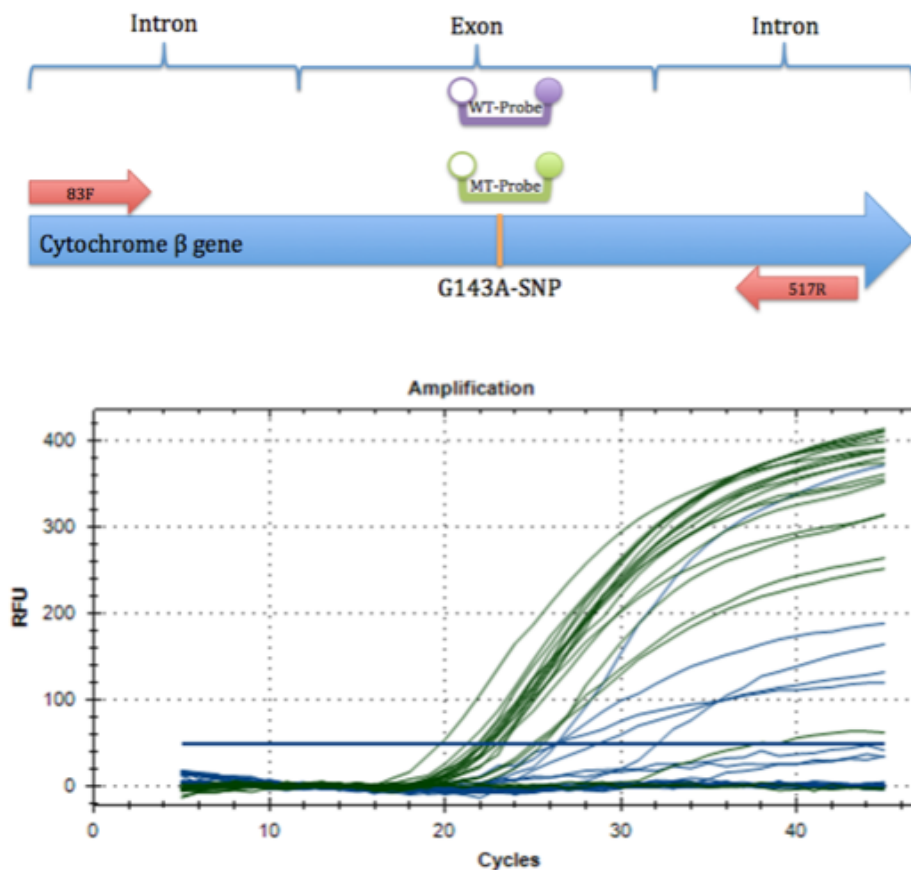 Intron Exon Intron
WT-Probe
MT-Probe
83F
Cytochrome β gene
G143A-SNP
517R
Amplification
400
300
200
100
0
RFU
0 10 20 30 40
Cycles